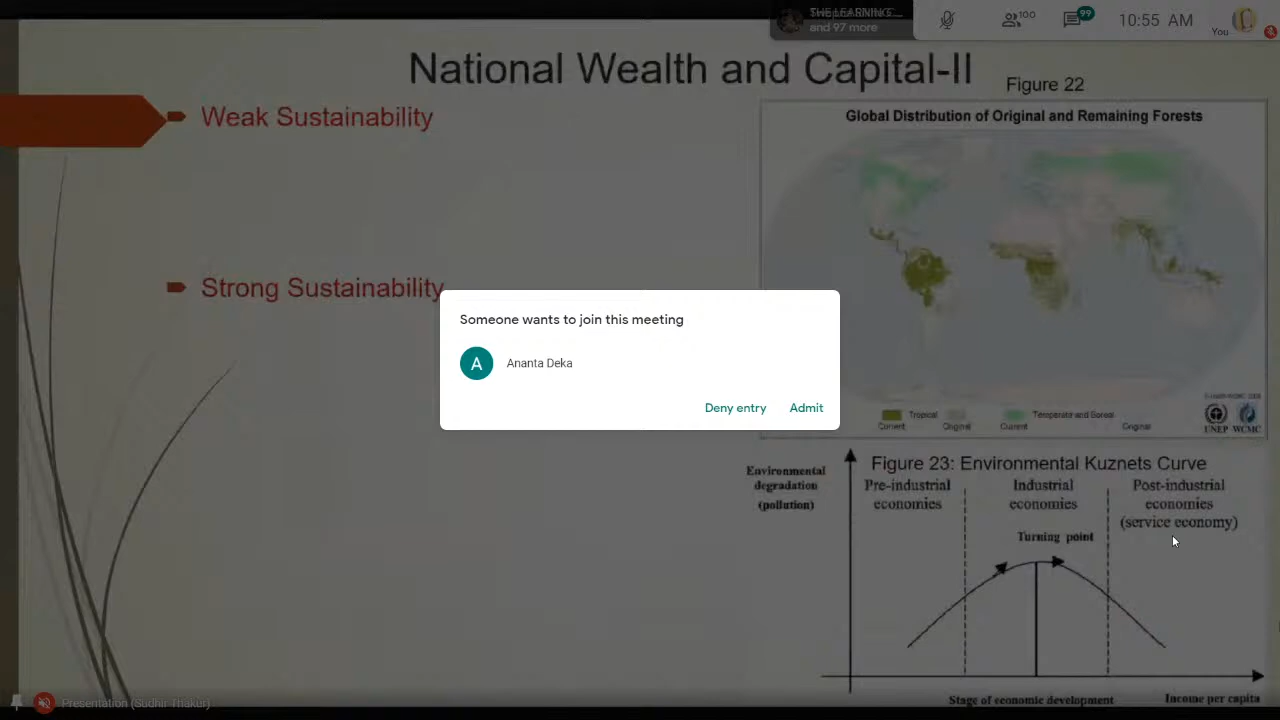 THE LEARNING...
and 97 more
100
99
10:55 AM
You
National Wealth and Capital-II
Figure 22
Weak Sustainability
Global Distribution of Original and Remaining Forests
Strong Sustainability
Someone wants to join this meeting
A
Ananta Deka
Deny entry
Admit
Tropical
Temperate and Boreal
Current
Original
Current
Original
UNEP WCMC
Figure 23: Environmental Kuznets Curve
Environmental
degradation
(pollution)
Pre-industrial
economies
Industrial
economies
Post-industrial
economies
(service economy)
Turning point
Stage of economic development
Income per capita
Presentation (Sudhir Thakur)